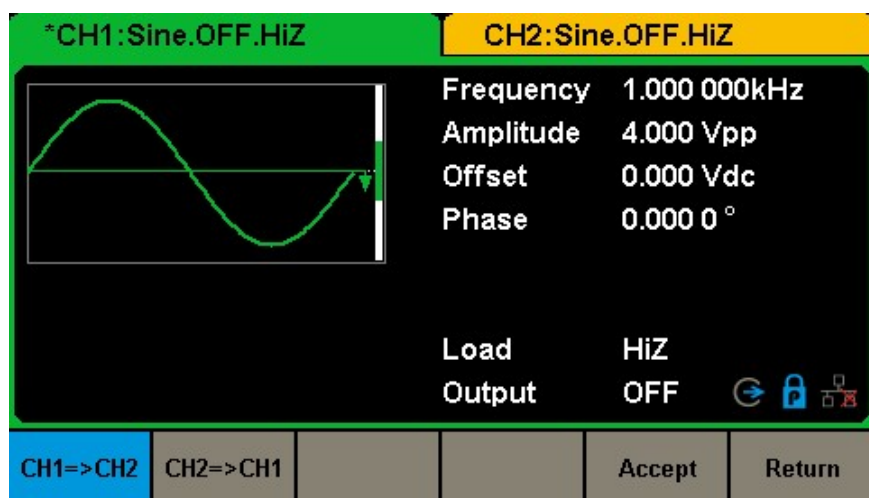 *CH1:Sine.OFF.HiZ
CH2:Sine.OFF.HiZ
Frequency 1.000 000kHz
Amplitude 4.000 Vpp
Offset 0.000 Vdc
Phase 0.000 0 °
Load HiZ
Output OFF
P
CH1=>CH2 CH2=>CH1 Accept Return